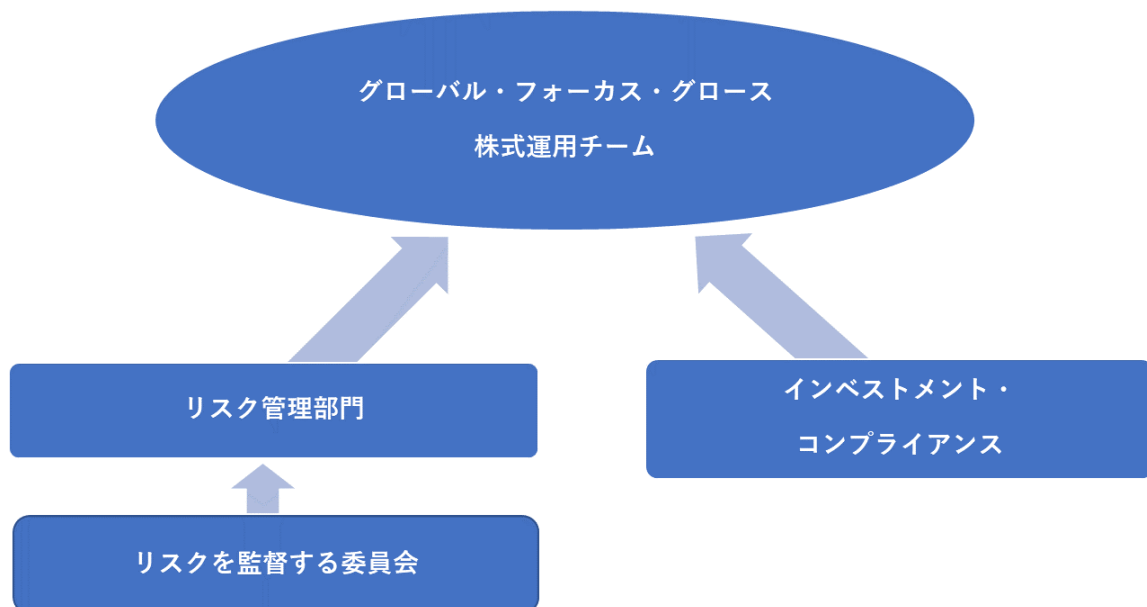 グローバル・フォーカス・グロース
株式運用チーム
リスク管理部門
インベストメント・
コンプライアンス
リスクを監督する委員会